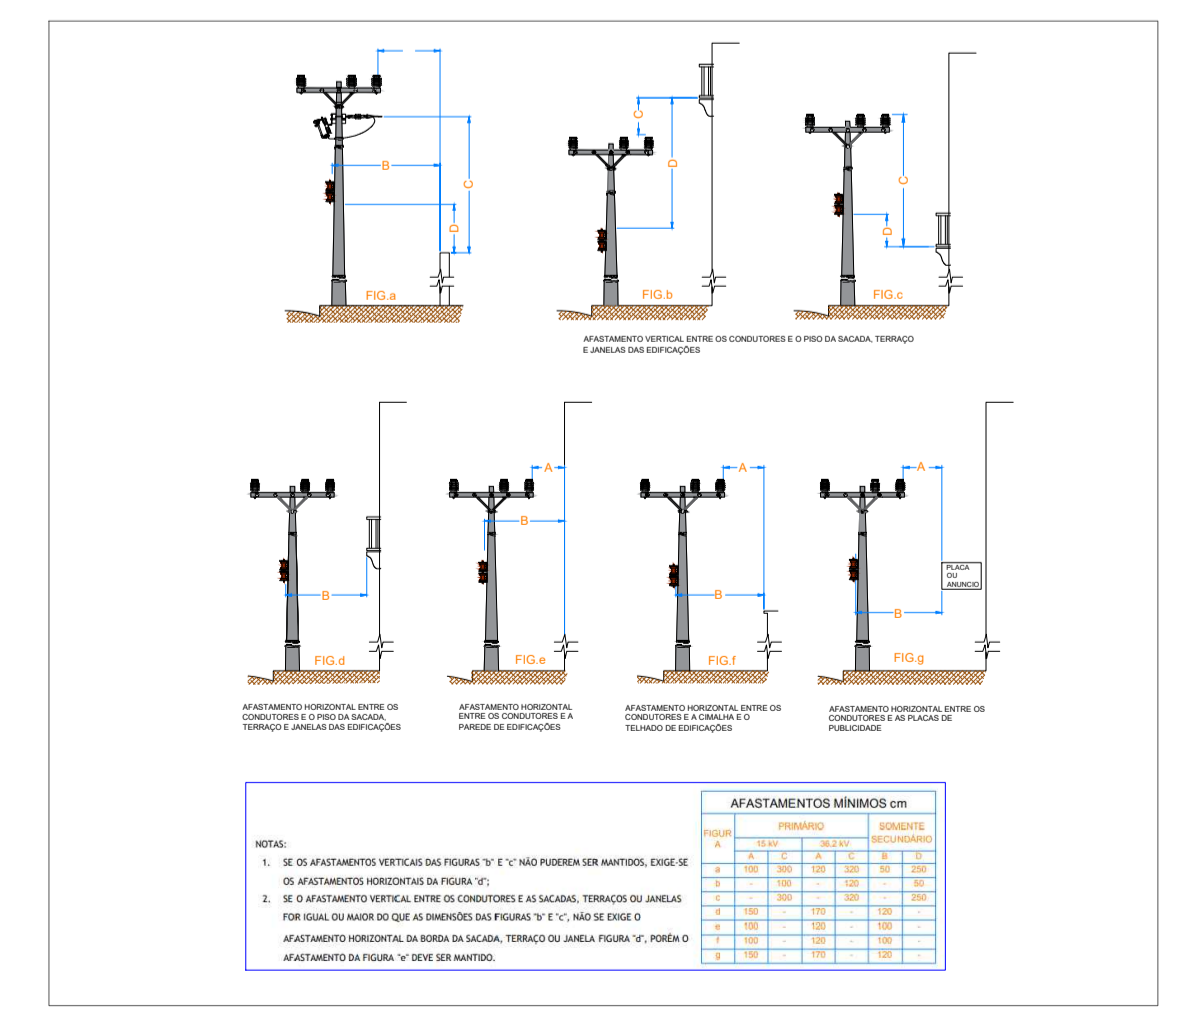 B
C
D
FIG.a
C
D
FIG.b
C
D
FIG.c
AFASTAMENTO VERTICAL ENTRE OS CONDUTORES E O PISO DA SACADA, TERRAÇO
E JANELAS DAS EDIFICAÇÕES
B
FIG.d
A
B
FIG.e
A
B
FIG.f
A
PLACA
OU
ANUNCIO
B
FIG.g
AFASTAMENTO HORIZONTAL ENTRE OS
CONDUTORES E O PISO DA SACADA,
TERRAÇO E JANELAS DAS EDIFICAÇÕES
AFASTAMENTO HORIZONTAL
ENTRE OS CONDUTORES E A
PAREDE DE EDIFICAÇÕES
AFASTAMENTO HORIZONTAL ENTRE OS
CONDUTORES E A CIMALHA E O
TELHADO DE EDIFICAÇÕES
AFASTAMENTO HORIZONTAL ENTRE OS
CONDUTORES E AS PLACAS DE
PUBLICIDADE
NOTAS:
1. SE OS AFASTAMENTOS VERTICAIS DAS FIGURAS "b" E "c" NÃO PUDEREM SER MANTIDOS, EXIGE-SE
OS AFASTAMENTOS HORIZONTAIS DA FIGURA "d";
2. SE O AFASTAMENTO VERTICAL ENTRE OS CONDUTORES E AS SACADAS, TERRAÇOS OU JANELAS
FOR IGUAL OU MAIOR DO QUE AS DIMENSÕES DAS FIGURAS "b" E "c", NÃO SE EXIGE O
AFASTAMENTO HORIZONTAL DA BORDA DA SACADA, TERRAÇO OU JANELA FIGURA "d", PORÉM O
AFASTAMENTO DA FIGURA "e" DEVE SER MANTIDO.
AFASTAMENTOS MÍNIMOS cm
FIGUR
A
PRIMÁRIO
SOMENTE
SECUNDÁRIO
15 kV 36,2 kV
A C A C B D
a 100 300 120 320 50 250
b - 100 - 120 - 50
c - 300 - 320 - 250
d 150 - 170 - 120 -
e 100 - 120 - 100 -
f 100 - 120 - 100 -
g 150 - 170 - 120 -